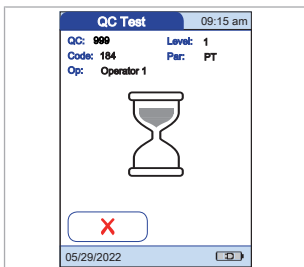 QC Test 09:15 am
QC: 999 Level: 1
Code: 184 Par: PT
Op: Operator 1
05/29/2022